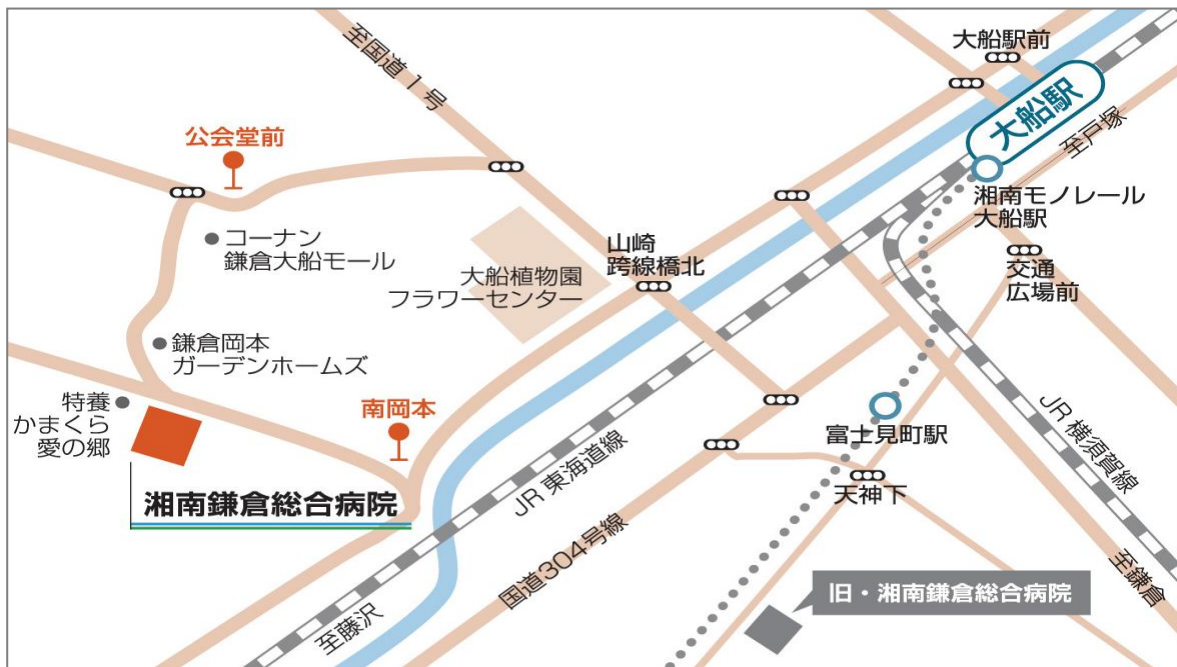 至国道1号
大船駅前
大船駅
至戸塚
公会堂前
湘南モノレール
大船駅
コーナン
鎌倉大船モール
山崎
跨線橋北
大船植物園
フラワーセンター
交通
広場前
鎌倉岡本
ガーデンホームズ
特養
かまくら
愛の郷
南岡本
富士見町駅
JR東海道線
JR横須賀線
湘南鎌倉総合病院
天神下
国道304号線
至鎌倉
旧・湘南鎌倉総合病院
至藤沢